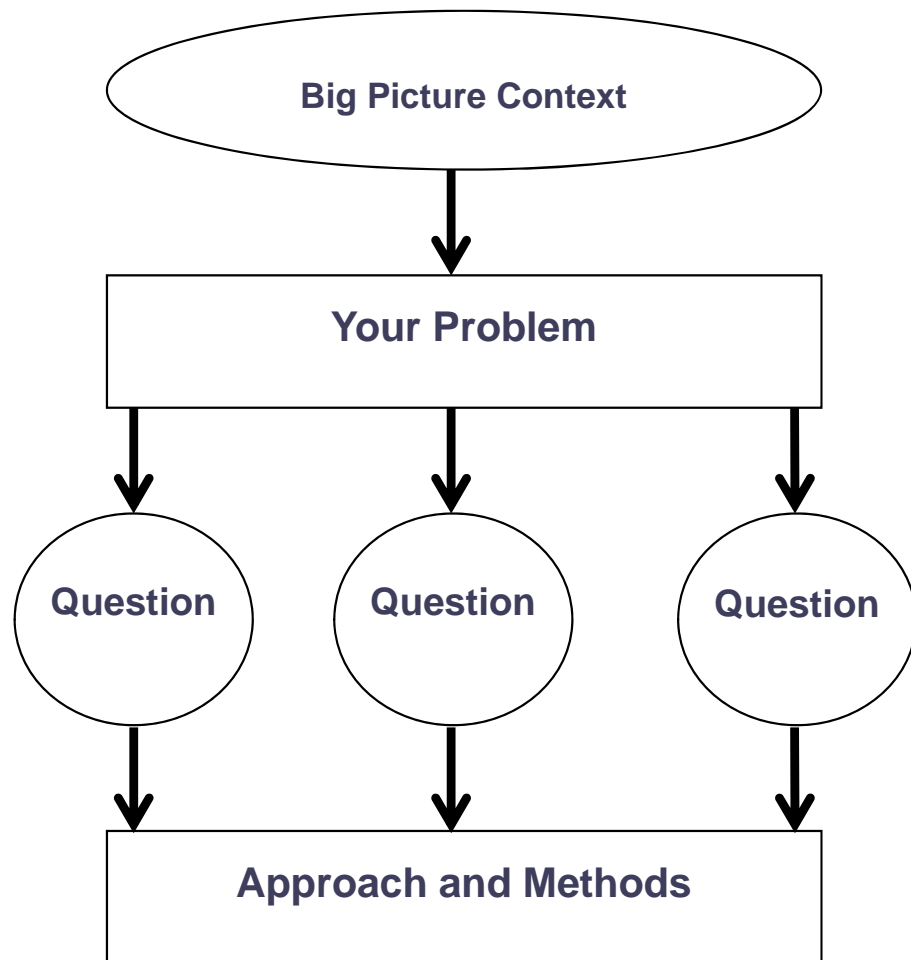 Big Picture Context
Your Problem
Question
Question
Question
Approach and Methods